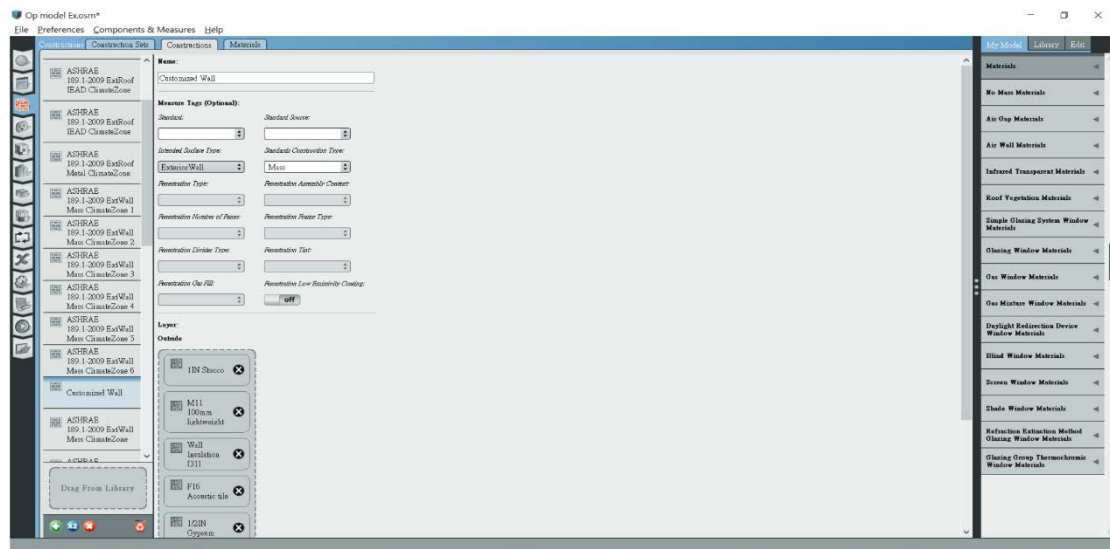 Op model Ex.osm*
File Preferences Components & Measures Help
Constructions Construction Sets Constructions Materials
My Model Library Edit
ASHRAE
189.1-2009 ExtRoof
IEAD ClimateZone
ASHRAE
189.1-2009 ExtRoof
IEAD ClimateZone
ASHRAE
189.1-2009 ExtRoof
Metal ClimateZone
ASHRAE
189.1-2009 ExtWall
Mass ClimateZone 1
ASHRAE
189.1-2009 ExtWall
Mass ClimateZone 2
ASHRAE
189.1-2009 ExtWall
Mass ClimateZone 3
ASHRAE
189.1-2009 ExtWall
Mass ClimateZone 4
ASHRAE
189.1-2009 ExtWall
Mass ClimateZone 5
ASHRAE
189.1-2009 ExtWall
Mass ClimateZone 6
Customized Wall
ASHRAE
189.1-2009 ExtWall
Mass ClimateZone
ASHRAE
Drag From Library
x2
Name:
Customized Wall
Measure Tags (Optional):
Standard: Standard Source:
Intended Surface Type: Standards Construction Type:
ExteriorWall Mass
Fenestration Type: Fenestration Assembly Context:
Fenestration Number of Panes: Fenestration Frame Type:
Fenestration Divider Type: Fenestration Tint:
Fenestration Gas Fill: Fenestration Low Emissivity Coating:
off
Layer:
Outside
1IN Stucco
M11
100mm
lightweight
Wall
Insulation
[31]
F16
Acoustic tile
1/2IN
Gypsum
Materials
No Mass Materials
Air Gap Materials
Air Wall Materials
Infrared Transparent Materials
Roof Vegetation Materials
Simple Glazing System Window
Materials
Glazing Window Materials
Gas Window Materials
Gas Mixture Window Materials
Daylight Redirection Device
Window Materials
Blind Window Materials
Screen Window Materials
Shade Window Materials
Refraction Extinction Method
Glazing Window Materials
Glazing Group Thermochromic
Window Materials